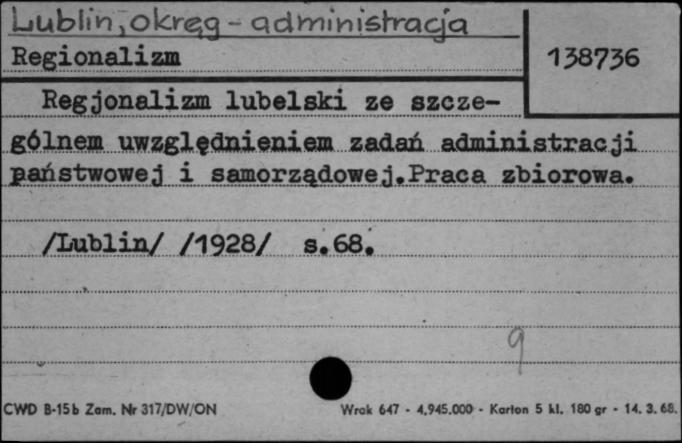 Lublin, okręg - administracja
Regionalizm
138736
Regjonalizm lubelski ze szcze-
gólnem uwzględnieniem zadań administracji
państwowej i samorządowej.Praca zbiorowa.
/Lublin/ /1928/ s.68.
9
CWD B-15b Zam. Nr 317/DW/ON
Wrak 647 - 4.945.000 - Karton 5 kl. 180 gr - 14. 3. 68.